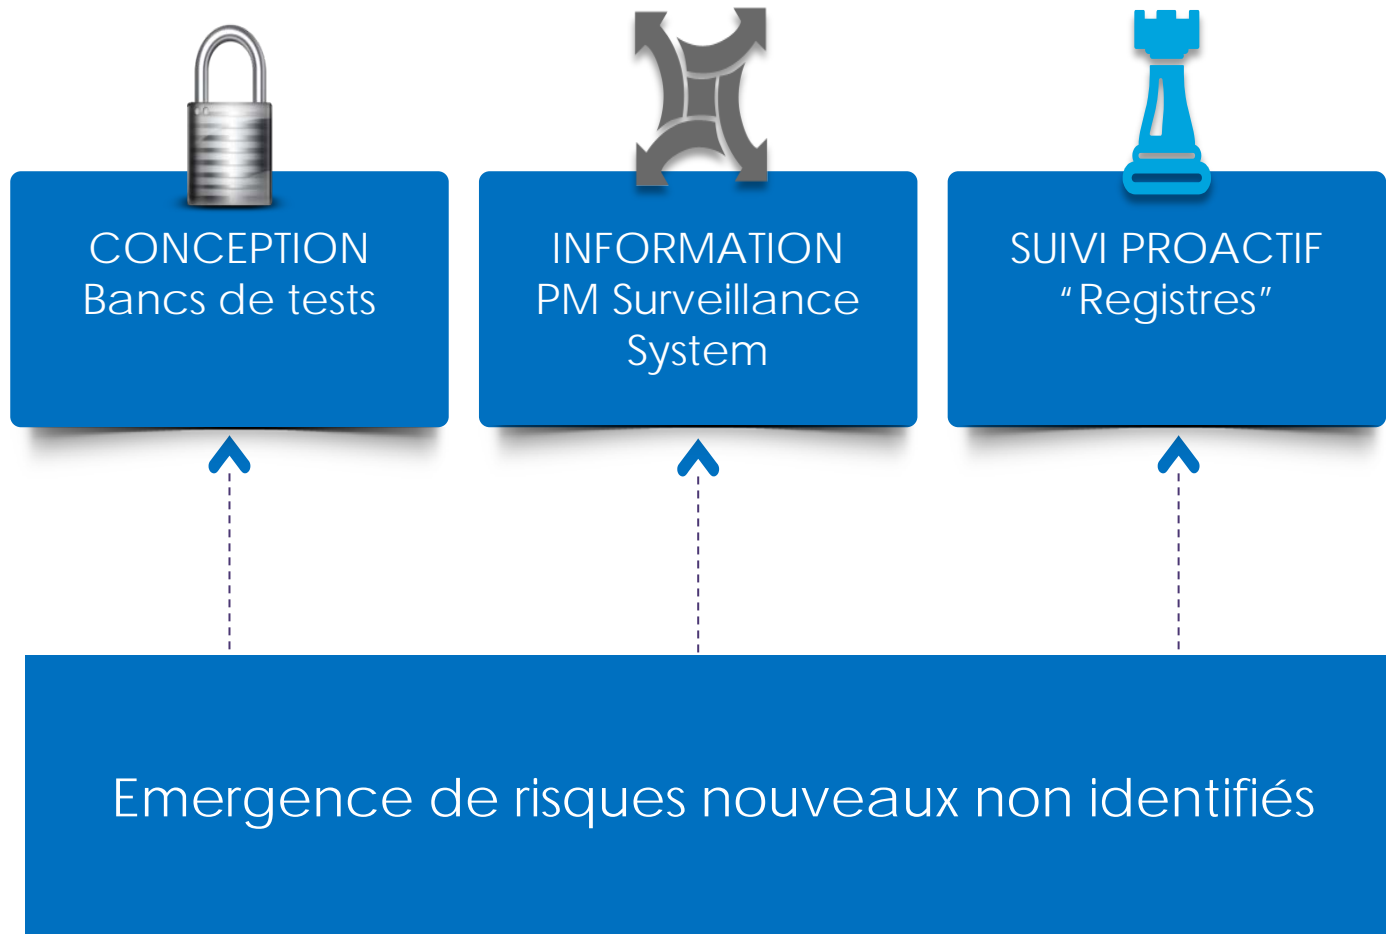 CONCEPTION
Bancs de tests
INFORMATION
PM Surveillance
System
SUIVI PROACTIF
“Registres”
Emergence de risques nouveaux non identifiés